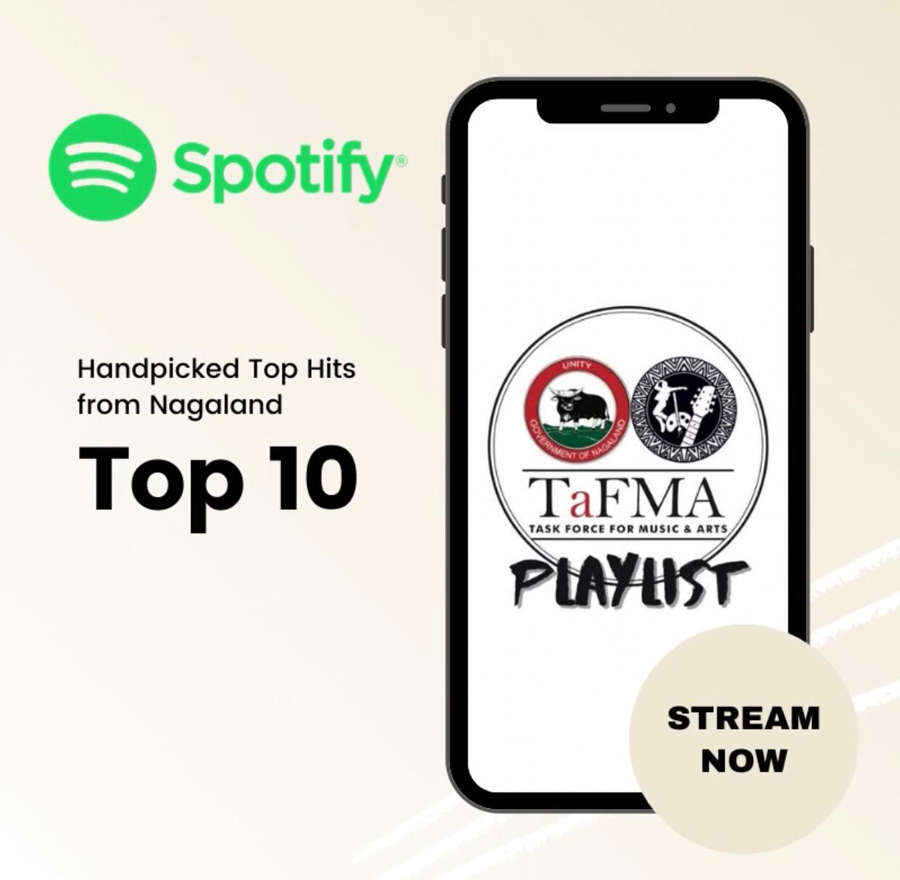 Spotify®
Handpicked Top Hits
from Nagaland
Top 10
UNITY
GOVERNMENT OF NAGALAND
TaFMA
TASK FORCE FOR MUSIC & ARTS
PLAYLIST
STREAM
NOW